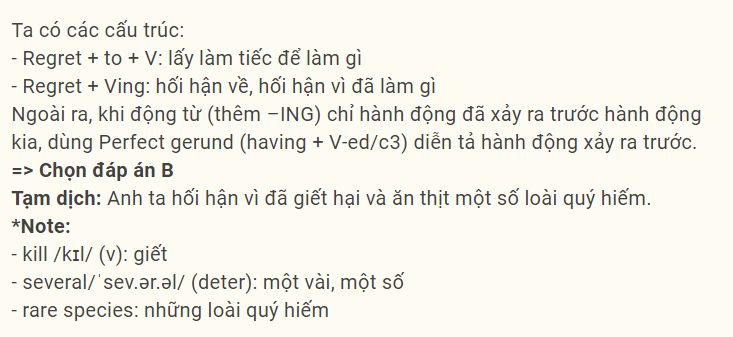 Ta có các cấu trúc:
- Regret + to + V: lấy làm tiếc để làm gì
- Regret + Ving: hối hận về, hối hận vì đã làm gì
Ngoài ra, khi động từ (thêm –ING) chỉ hành động đã xảy ra trước hành động
kia, dùng Perfect gerund (having + V-ed/c3) diễn tả hành động xảy ra trước.
=> Chọn đáp án B
Tạm dịch: Anh ta hối hận vì đã giết hại và ăn thịt một số loài quý hiếm.
*Note:
- kill /kɪl/ (v): giết
- several/ˈsev.ər.əl/ (deter): một vài, một số
- rare species: những loài quý hiếm